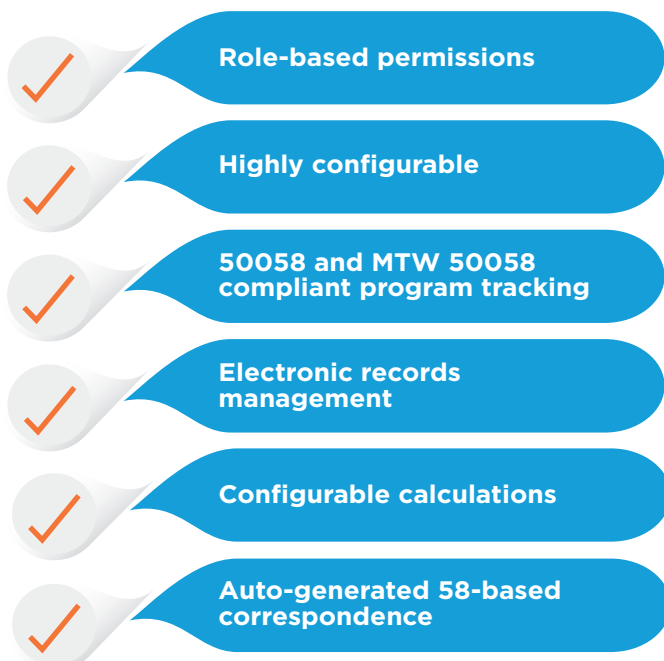 Role-based permissions
Highly configurable
50058 and MTW 50058
compliant program tracking
Electronic records
management
Configurable calculations
Auto-generated 58-based
correspondence